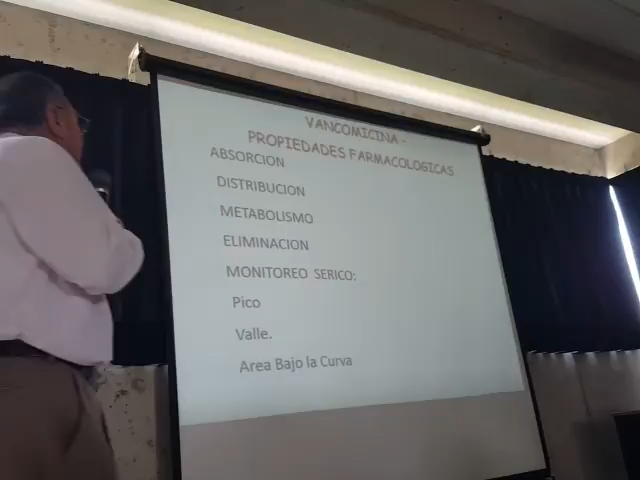 VANCOMICINA -
PROPIEDADES FARMACOLOGICAS
ABSORCION
DISTRIBUCION
METABOLISMO
ELIMINACION
MONITOREO SERICO:
Pico
Valle.
Area Bajo la Curva